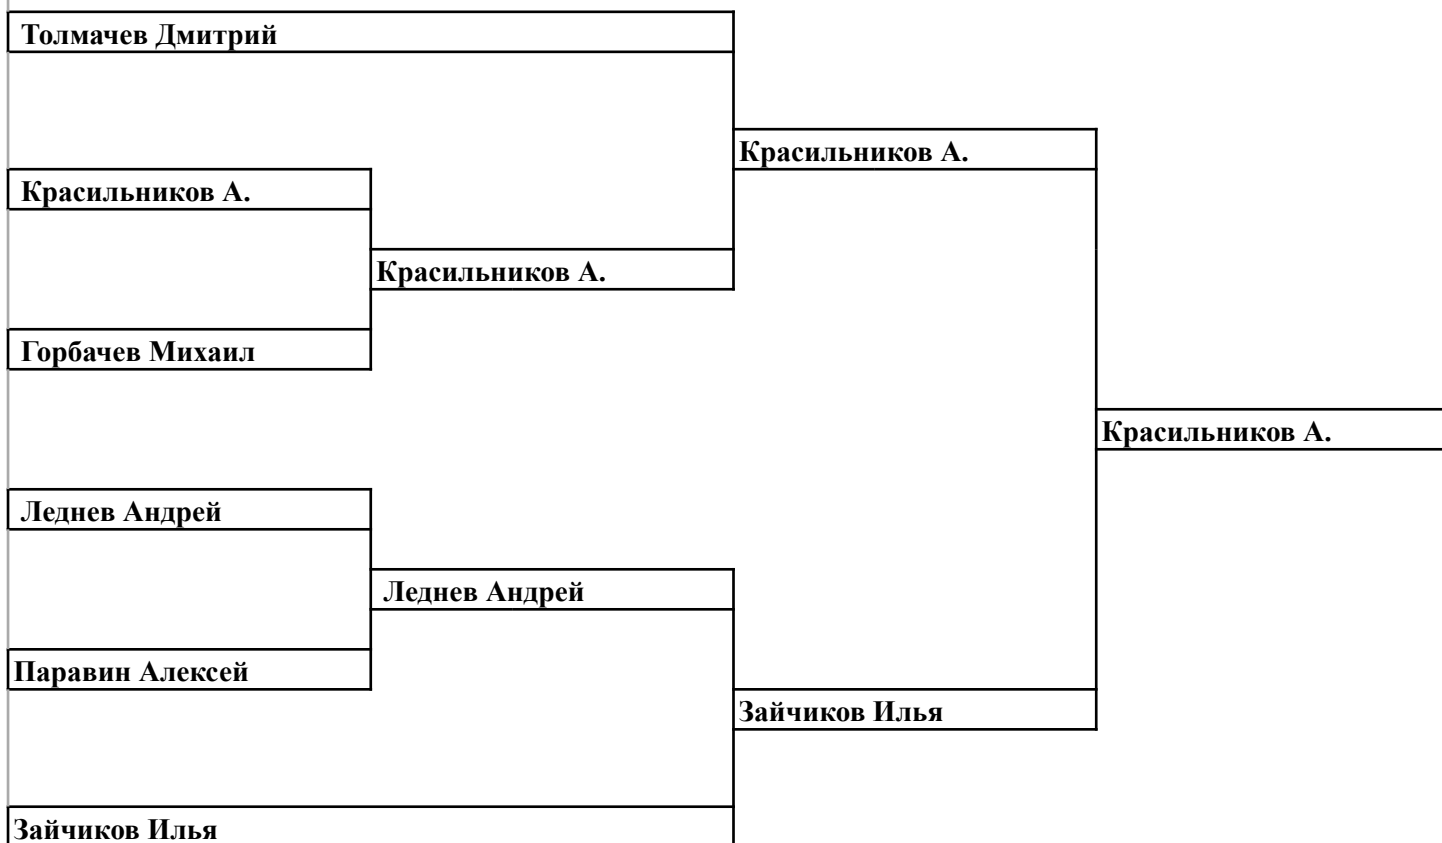 Толмачев Дмитрий
Красильников А.
Красильников А.
Красильников А.
Горбачев Михаил
Красильников А.
Леднев Андрей
Леднев Андрей
Паравин Алексей
Зайчиков Илья
Зайчиков Илья